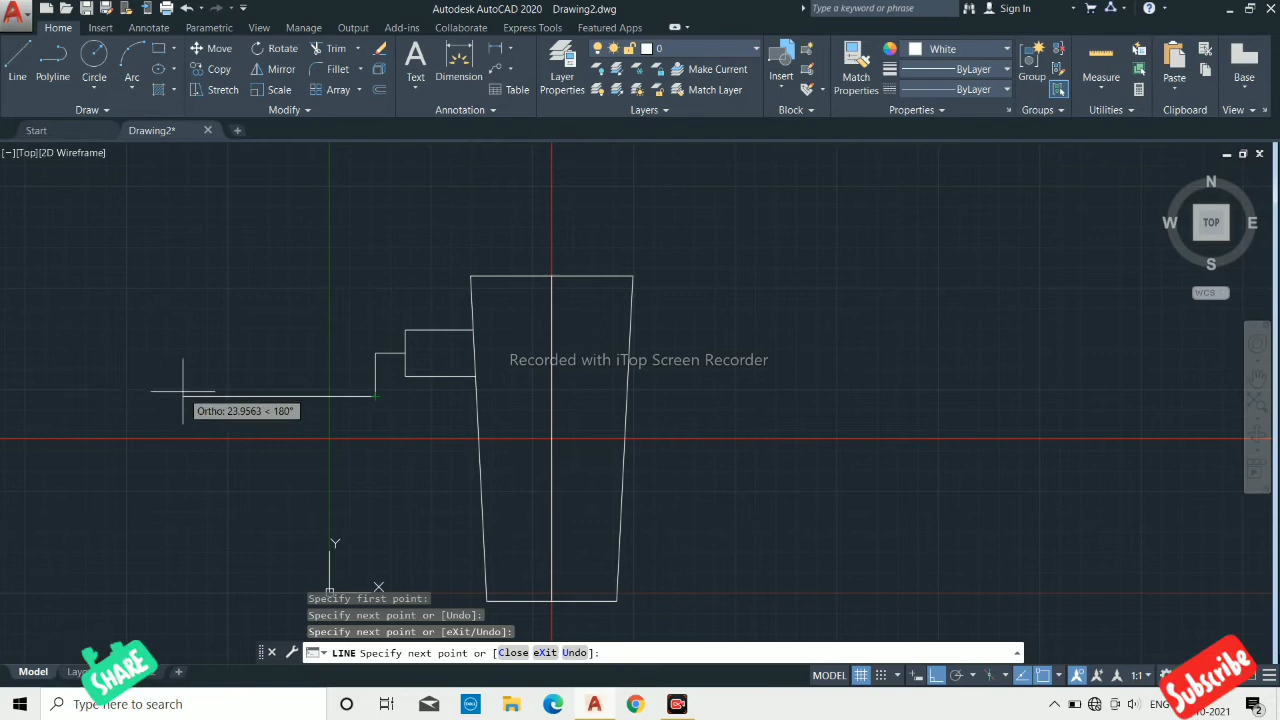 Autodesk AutoCAD 2020 Drawing2.dwg
Type a keyword or phrase
Sign In
Home Insert Annotate Parametric View Manage Output Add-ins Collaborate Express Tools Featured Apps
Line Polyline Circle Arc
Move Rotate Trim
Copy Mirror Fillet
Stretch Scale Array
Text Dimension Table
Layer Properties
0
Make Current
Match Layer
Insert
Match Properties
White
ByLayer
ByLayer
Group
Measure
Paste
Base
Draw Modify Annotation Layers Block Properties Groups Utilities Clipboard View
Start Drawing2* +
[−][Top][2D Wireframe]
N
W TOP E
S
WCS
Recorded with iTop Screen Recorder
Ortho: 23.9563 < 180°
Y
X
Specify first point:
Specify next point or [Undo]:
Specify next point or [eXit/Undo]:
LINE Specify next point or [Close eXit Undo]:
Model Lay
+
MODEL
1:1
SHARE
Subscribe
Type here to search
DELL
ENG
-10-2021
2